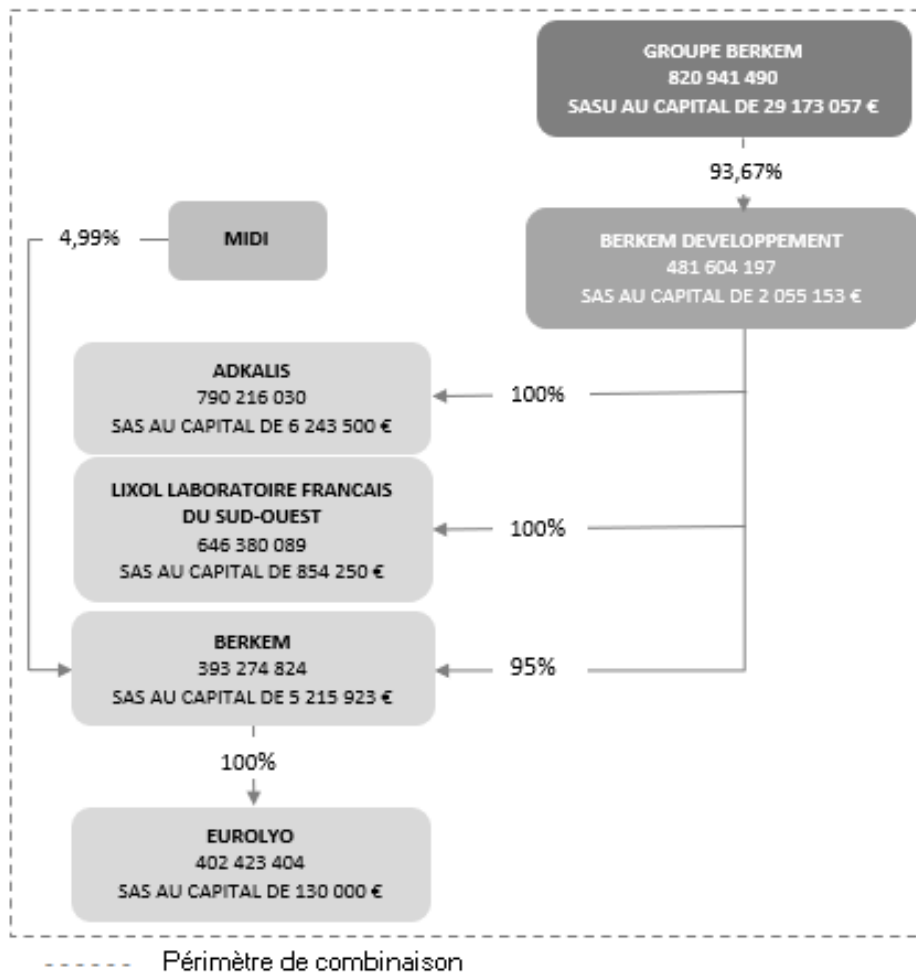 GROUPE BERKEM
820 941 490
SASU AU CAPITAL DE 29 173 057 €
93,67%
4,99%
MIDI
BERKEM DEVELOPPEMENT
481 604 197
SAS AU CAPITAL DE 2 055 153 €
ADKALIS
790 216 030
SAS AU CAPITAL DE 6 243 500 €
100%
LIXOL LABORATOIRE FRANCAIS
DU SUD-OUEST
646 380 089
SAS AU CAPITAL DE 854 250 €
100%
BERKEM
393 274 824
SAS AU CAPITAL DE 5 215 923 €
95%
100%
EUROLYO
402 423 404
SAS AU CAPITAL DE 130 000 €
Périmètre de combinaison